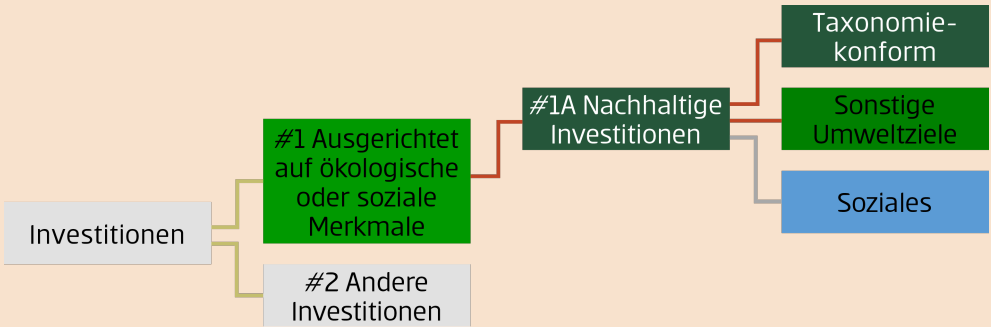 Taxonomie-
konform
#1A Nachhaltige
Investitionen
Sonstige
Umweltziele
#1 Ausgerichtet
auf ökologische
oder soziale
Merkmale
Soziales
Investitionen
#2 Andere
Investitionen